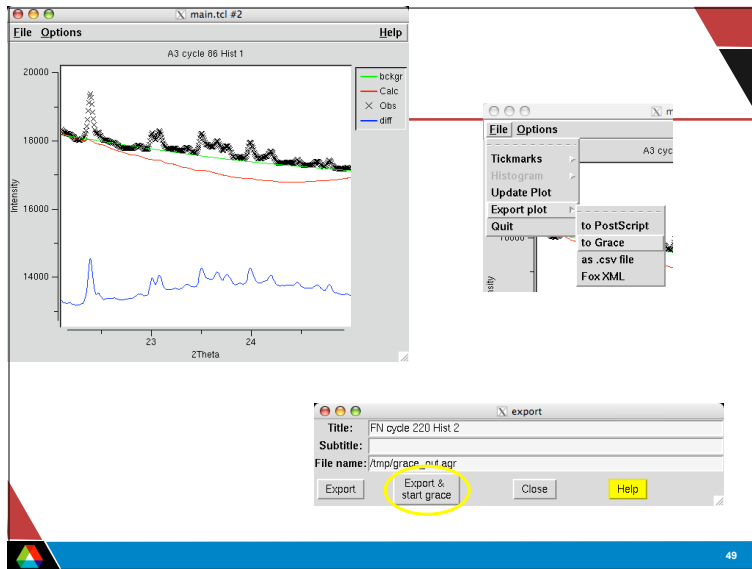 main.tcl #2
File Options Help
A3 cycle 86 Hist 1
20000
18000
16000
14000
Intensity
23 24
2Theta
bckgr
Calc
Obs
diff
File Options
A3 cyc
Tickmarks
Histogram
Update Plot
Export plot
Quit
to PostScript
to Grace
as .csv file
Fox XML
export
Title: FN cycle 220 Hist 2
Subtitle:
File name: /tmp/grace_out.agr
Export
Export &
start grace
Close
Help
49